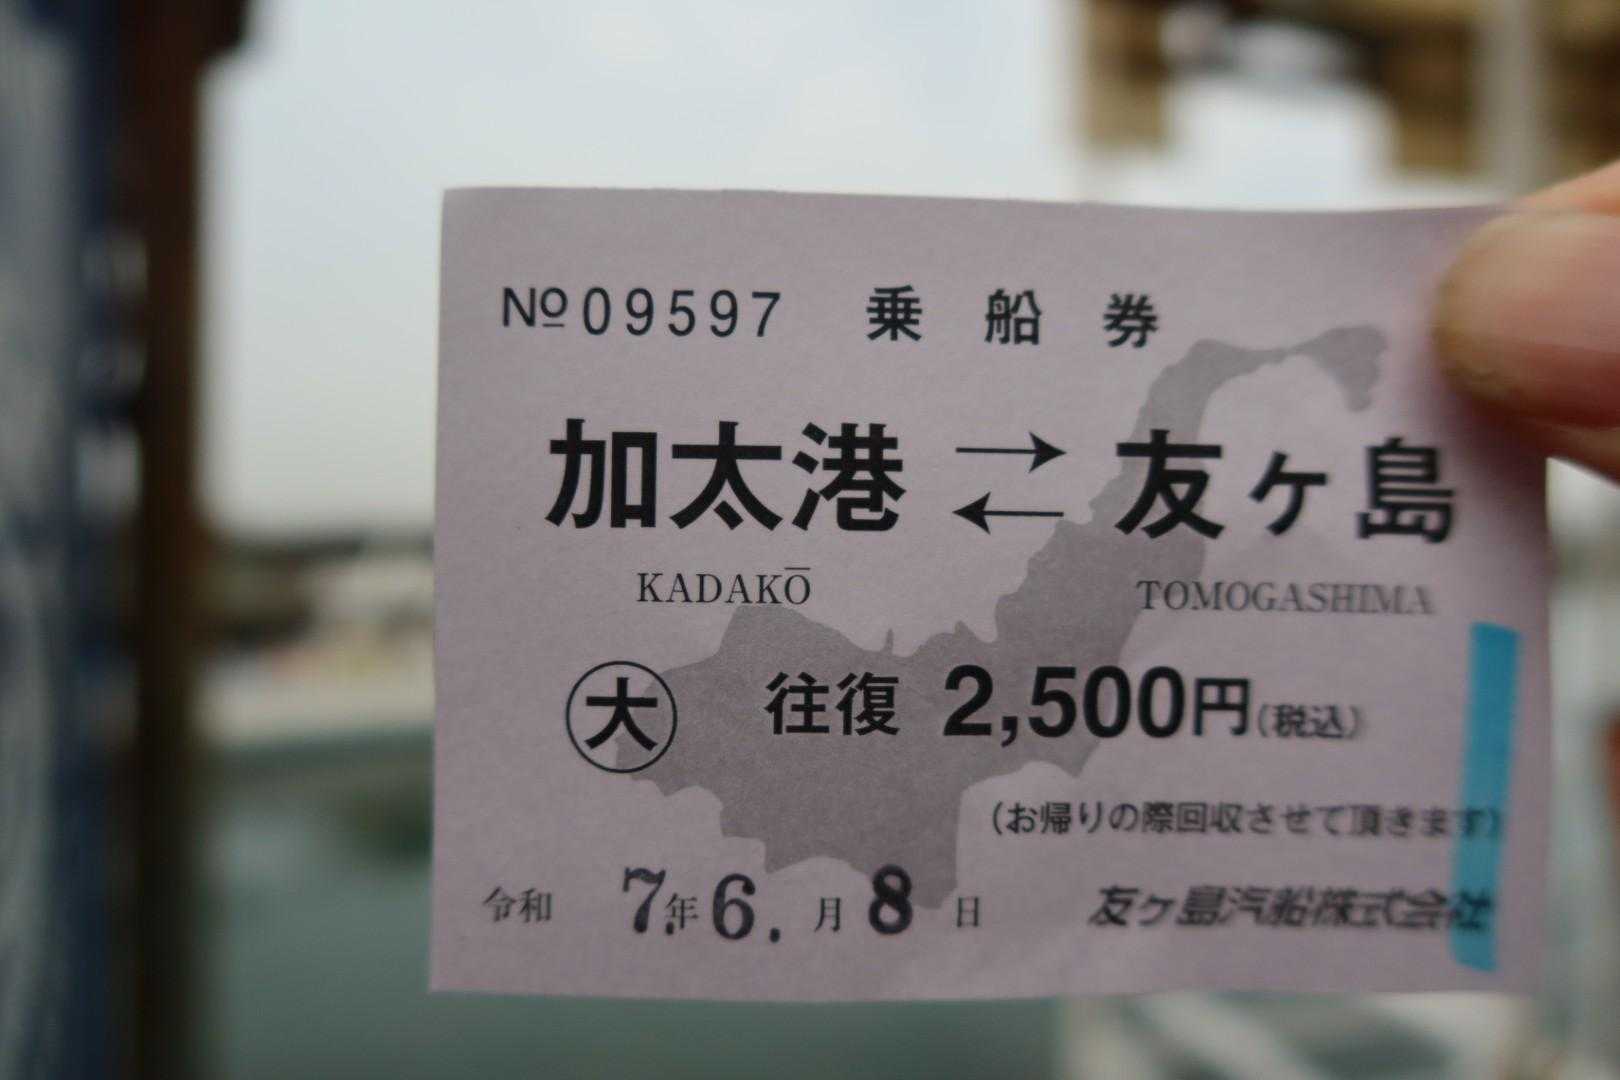 №09597 乗船券
加太港 ⇄ 友ヶ島
KADAKŌ TOMOGASHIMA
大 往復 2,500円(税込)
(お帰りの際回収させて頂きます)
令和 7.年 6.月 8日 友ヶ島汽船株式会社